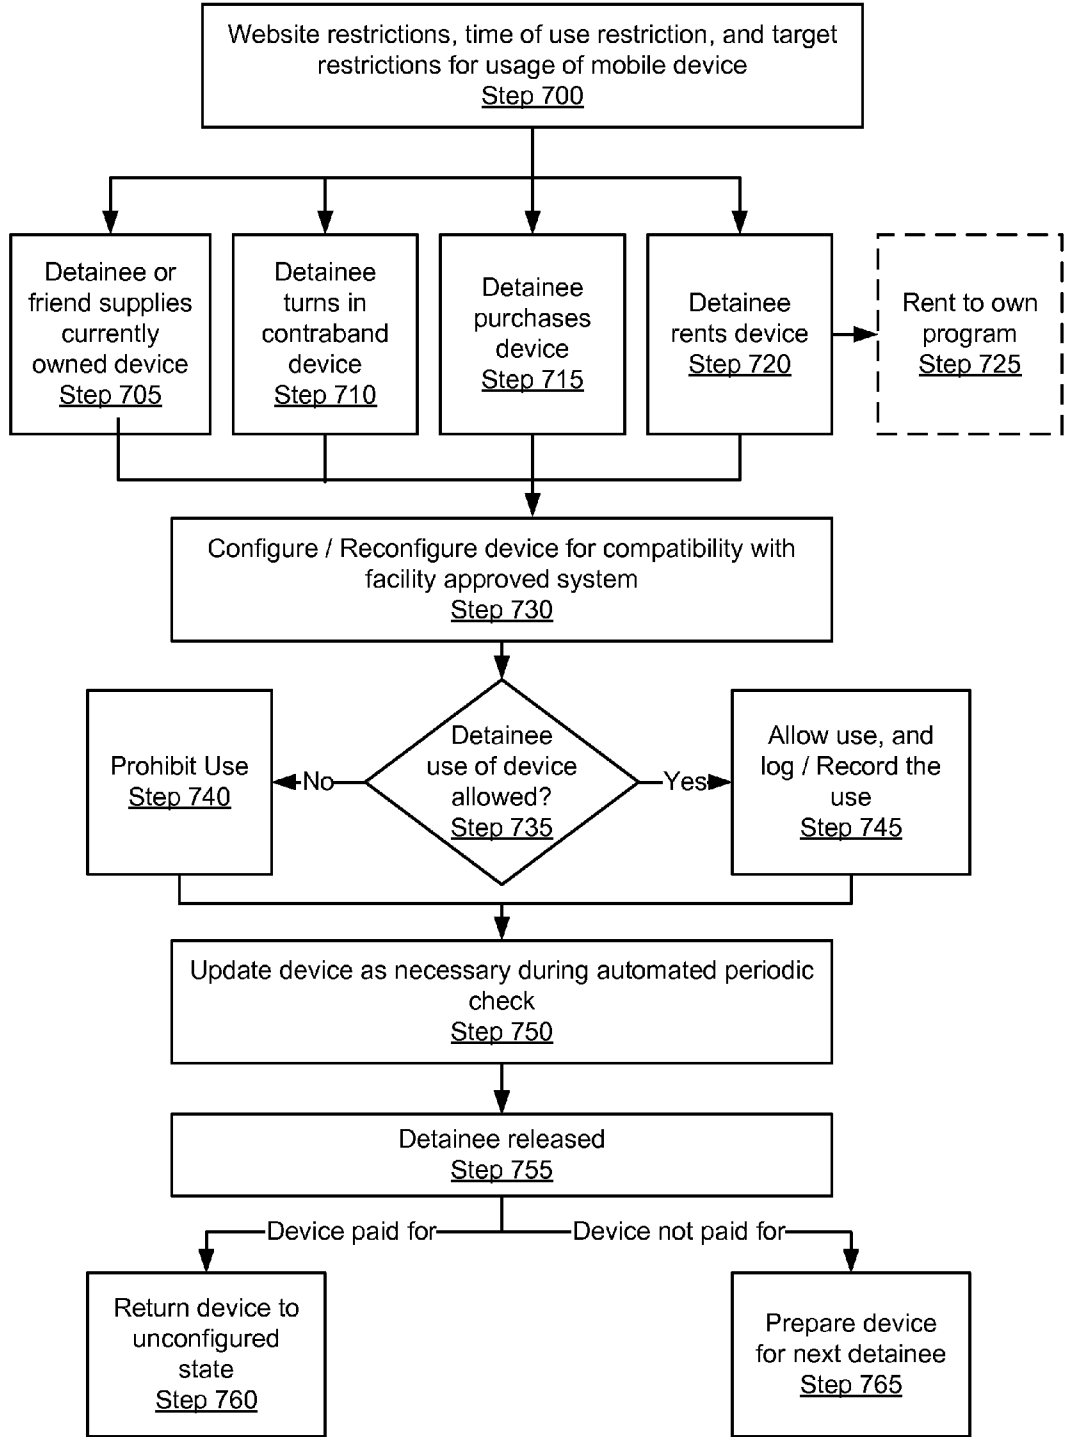 Website restrictions, time of use restriction, and target
restrictions for usage of mobile device
Step 700
Detainee or
friend supplies
currently
owned device
Step 705
Detainee
turns in
contraband
device
Step 710
Detainee
purchases
device
Step 715
Detainee
rents device
Step 720
Rent to own
program
Step 725
Configure / Reconfigure device for compatibility with
facility approved system
Step 730
Prohibit Use
Step 740
No
Detainee
use of device
allowed?
Step 735
Yes
Allow use, and
log / Record the
use
Step 745
Update device as necessary during automated periodic
check
Step 750
Detainee released
Step 755
Device paid for
Device not paid for
Return device to
unconfigured
state
Step 760
Prepare device
for next detainee
Step 765